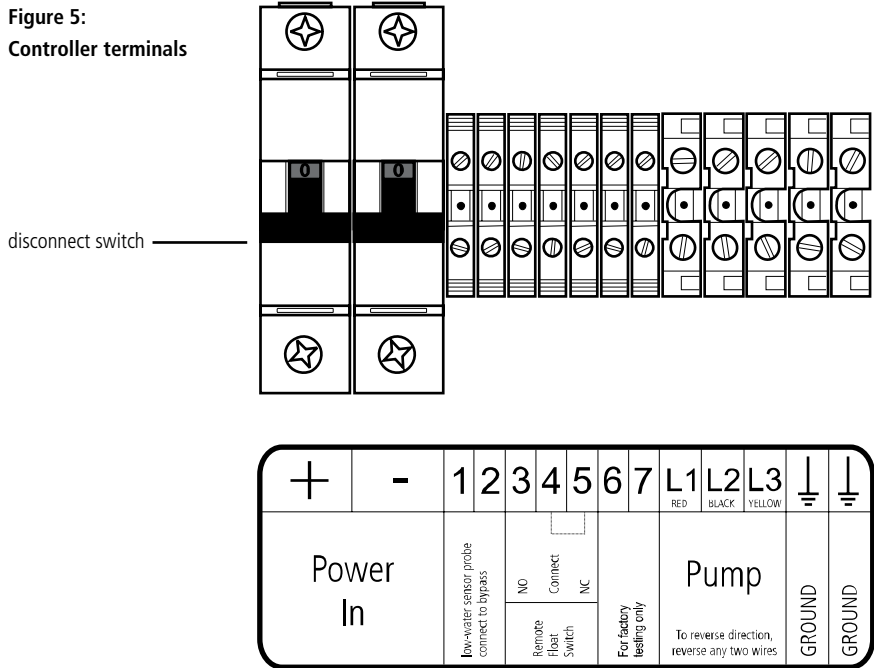 Figure 5:
Controller terminals
0 0
disconnect switch
+ - 1 2 3 4 5 6 7 L1 L2 L3
RED BLACK YELLOW
Power
In
low-water sensor probe
connect to bypass
NO
Connect
NC
Remote
Float
Switch
For factory
testing only
Pump
To reverse direction,
reverse any two wires
GROUND
GROUND